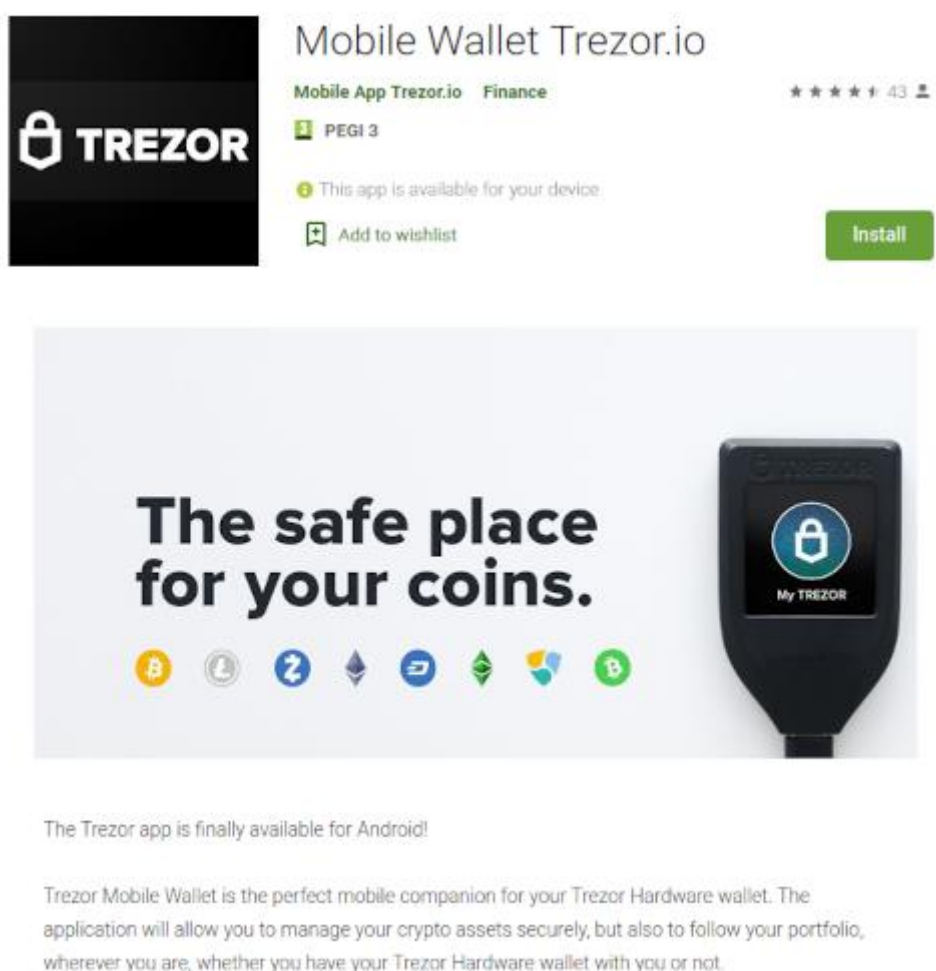 Mobile Wallet Trezor.io
TREZOR
Mobile App Trezor.io Finance
43
3 PEGI 3
This app is available for your device
Add to wishlist
Install
The safe place
for your coins.
TREZOR
My TREZOR
The Trezor app is finally available for Android!
Trezor Mobile Wallet is the perfect mobile companion for your Trezor Hardware wallet. The
application will allow you to manage your crypto assets securely, but also to follow your portfolio,
wherever you are, whether you have your Trezor Hardware wallet with you or not.